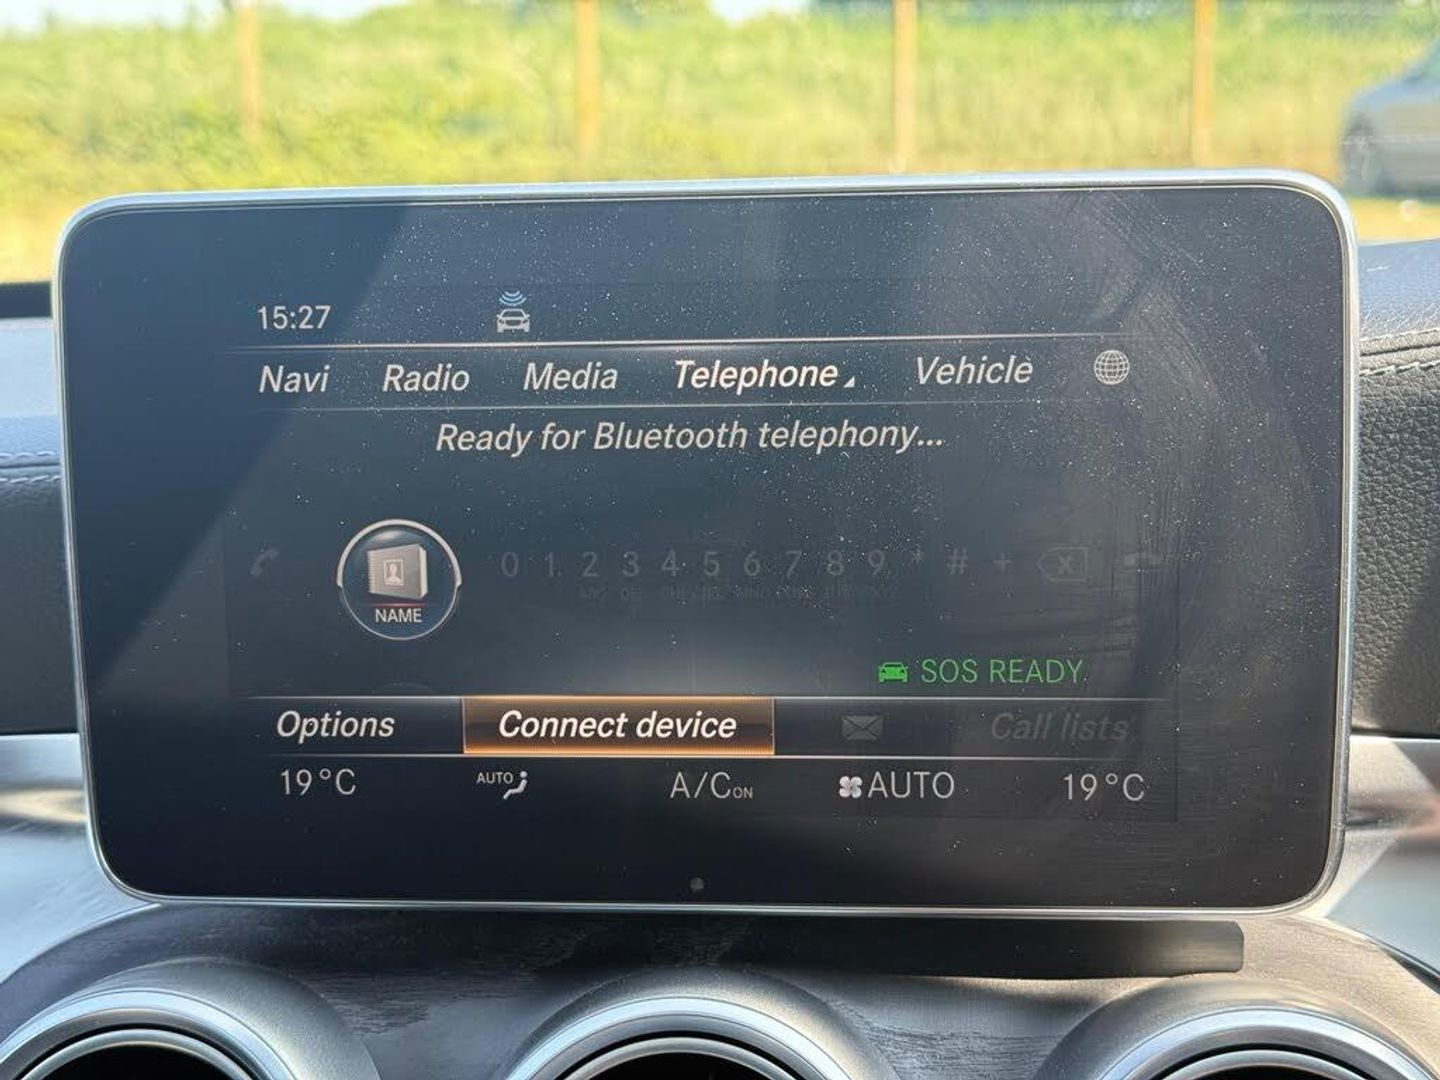 15:27
Navi Radio Media Telephone Vehicle
Ready for Bluetooth telephony...
NAME
0 1 2 3 4 5 6 7 8 9 * # +
SOS READY
Options Connect device Call lists
19°C AUTO A/C ON AUTO 19°C